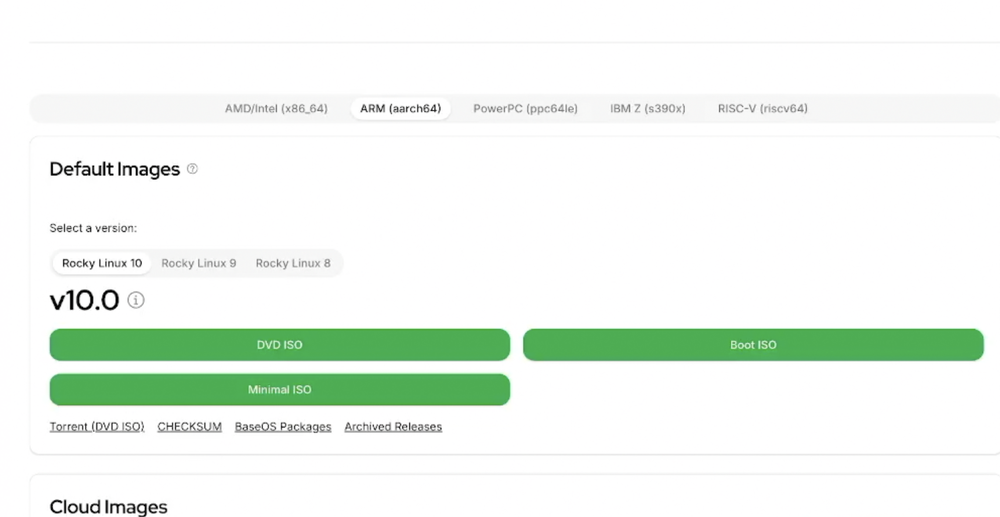 AMD/Intel (x86_64) ARM (aarch64) PowerPC (ppc64le) IBM Z (s390x) RISC-V (riscv64)
Default Images
Select a version:
Rocky Linux 10 Rocky Linux 9 Rocky Linux 8
v10.0
DVD ISO Boot ISO
Minimal ISO
Torrent (DVD ISO) CHECKSUM BaseOS Packages Archived Releases
Cloud Images